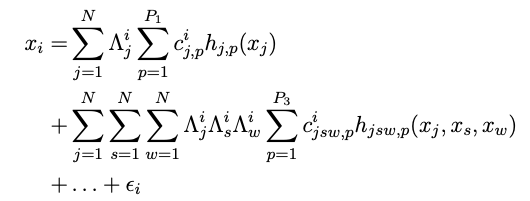 x_i = \sum_{j=1}^{N} \Lambda_j^i \sum_{p=1}^{P_1} c_{j,p}^i h_{j,p}(x_j)
+ \sum_{j=1}^{N} \sum_{s=1}^{N} \sum_{w=1}^{N} \Lambda_j^i \Lambda_s^i \Lambda_w^i \sum_{p=1}^{P_3} c_{jsw,p}^i h_{jsw,p}(x_j, x_s, x_w)
+ \ldots + \epsilon_i